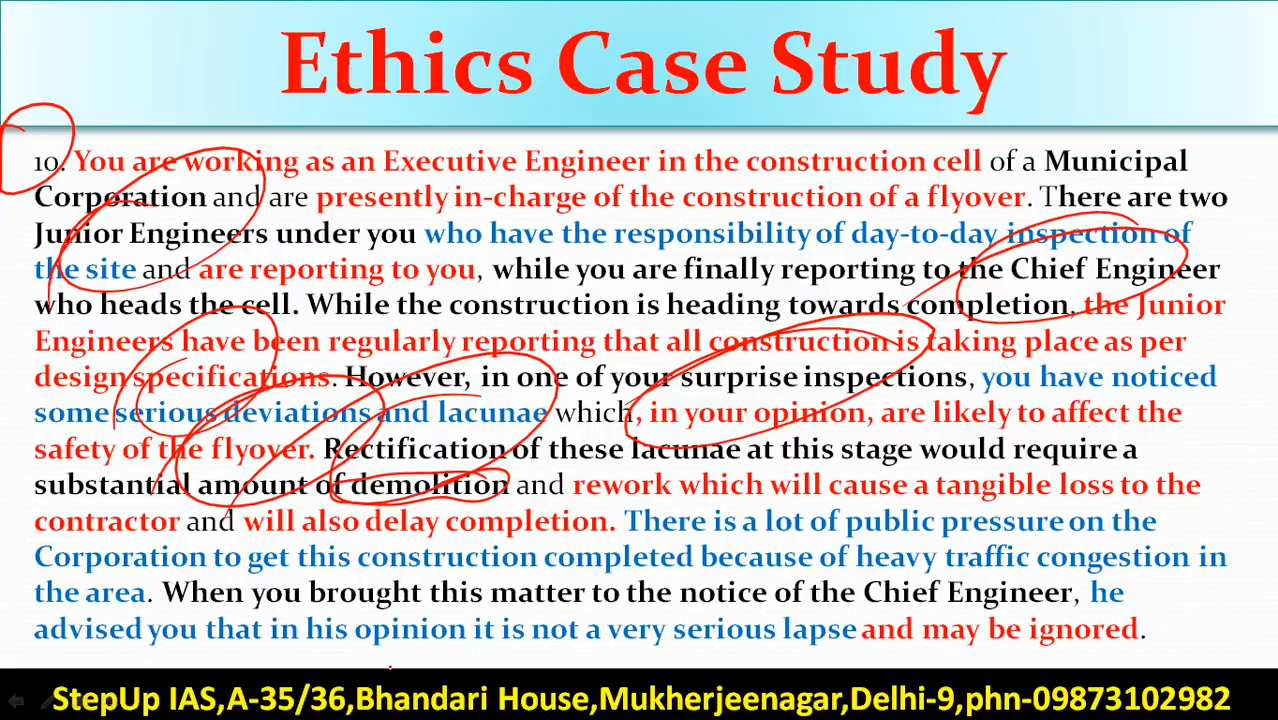 Ethics Case Study
10. You are working as an Executive Engineer in the construction cell of a Municipal
Corporation and are presently in-charge of the construction of a flyover. There are two
Junior Engineers under you who have the responsibility of day-to-day inspection of
the site and are reporting to you, while you are finally reporting to the Chief Engineer
who heads the cell. While the construction is heading towards completion, the Junior
Engineers have been regularly reporting that all construction is taking place as per
design specifications. However, in one of your surprise inspections, you have noticed
some serious deviations and lacunae which, in your opinion, are likely to affect the
safety of the flyover. Rectification of these lacunae at this stage would require a
substantial amount of demolition and rework which will cause a tangible loss to the
contractor and will also delay completion. There is a lot of public pressure on the
Corporation to get this construction completed because of heavy traffic congestion in
the area. When you brought this matter to the notice of the Chief Engineer, he
advised you that in his opinion it is not a very serious lapse and may be ignored.
StepUp IAS,A-35/36,Bhandari House,Mukherjeenagar,Delhi-9,phn-09873102982